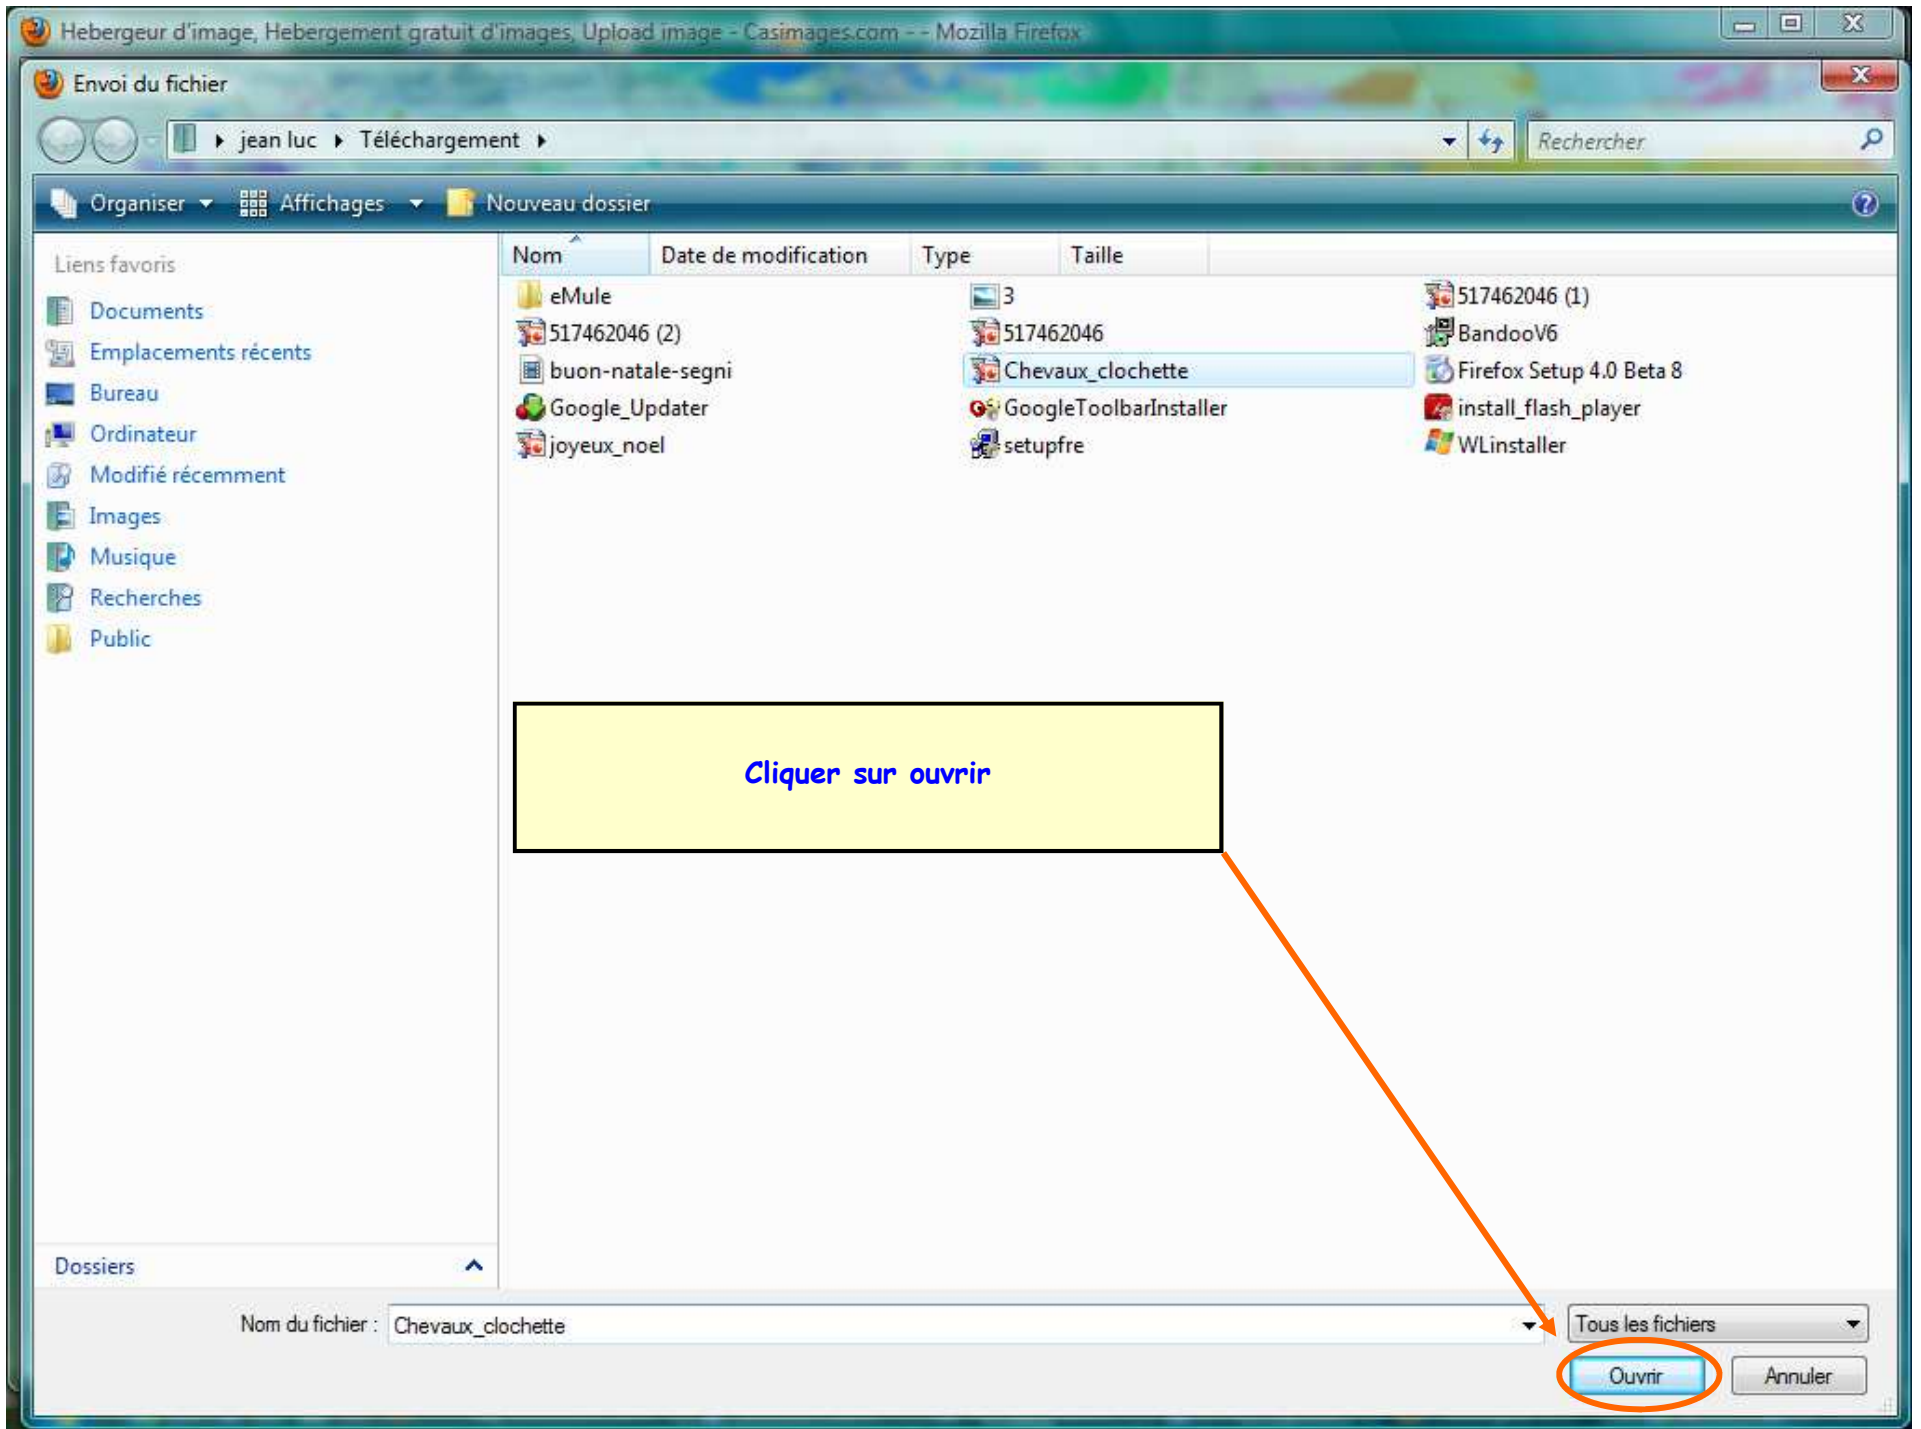 Hebergeur d'image, Hebergement gratuit d'images, Upload image - Casimages.com - - Mozilla Firefox
Envoi du fichier
jean luc Téléchargement
Rechercher
Organiser Affichages Nouveau dossier
Liens favoris
Documents
Emplacements récents
Bureau
Ordinateur
Modifié récemment
Images
Musique
Recherches
Public
Nom Date de modification Type Taille
eMule 3 517462046 (1)
517462046 (2) 517462046 BandooV6
buon-natale-segni Chevaux_clochette Firefox Setup 4.0 Beta 8
Google_Updater GoogleToolbarInstaller install_flash_player
joyeux_noel setupfre WLinstaller
Cliquer sur ouvrir
Dossiers
Nom du fichier : Chevaux_clochette Tous les fichiers
Ouvrir Annuler